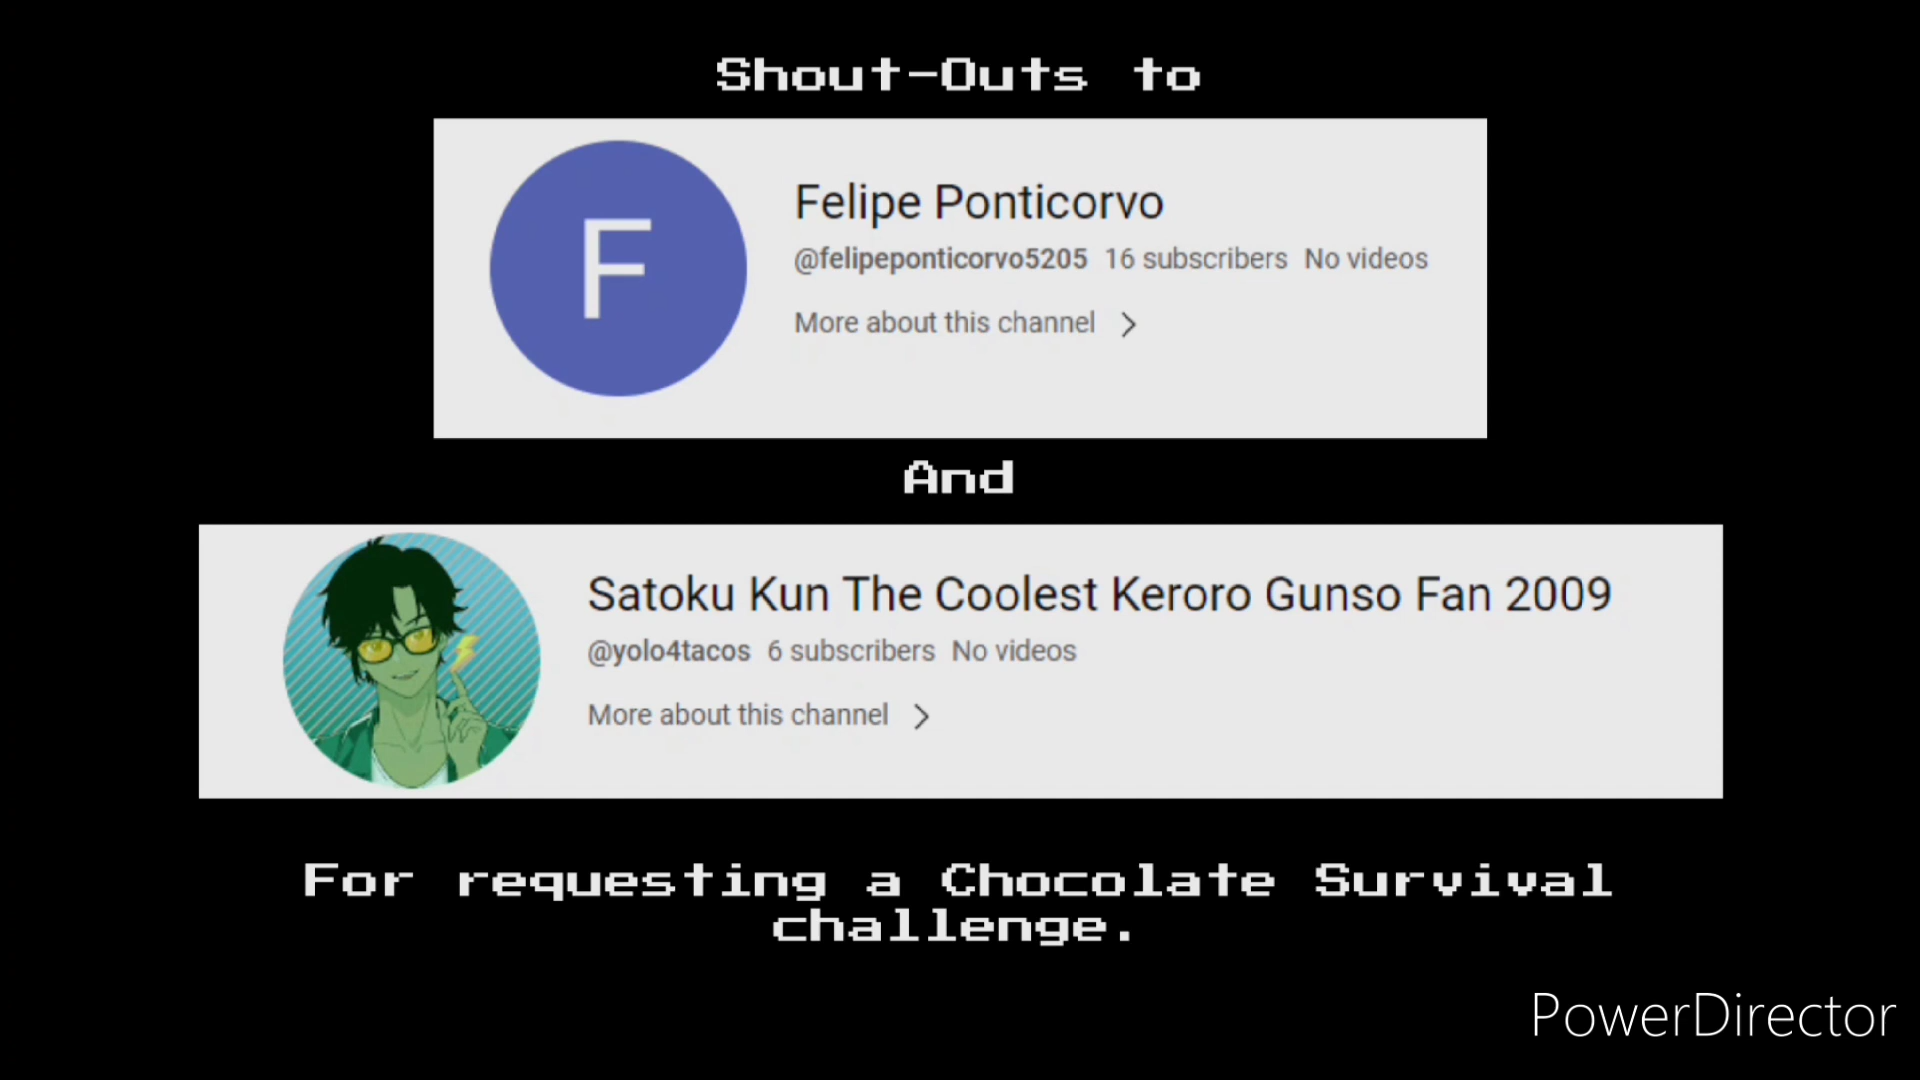 Shout-Outs to
F
Felipe Ponticorvo
@felipeponticorvo5205 16 subscribers No videos
More about this channel >
And
Satoku Kun The Coolest Keroro Gunso Fan 2009
@yolo4tacos 6 subscribers No videos
More about this channel >
For requesting a Chocolate Survival
challenge.
PowerDirector